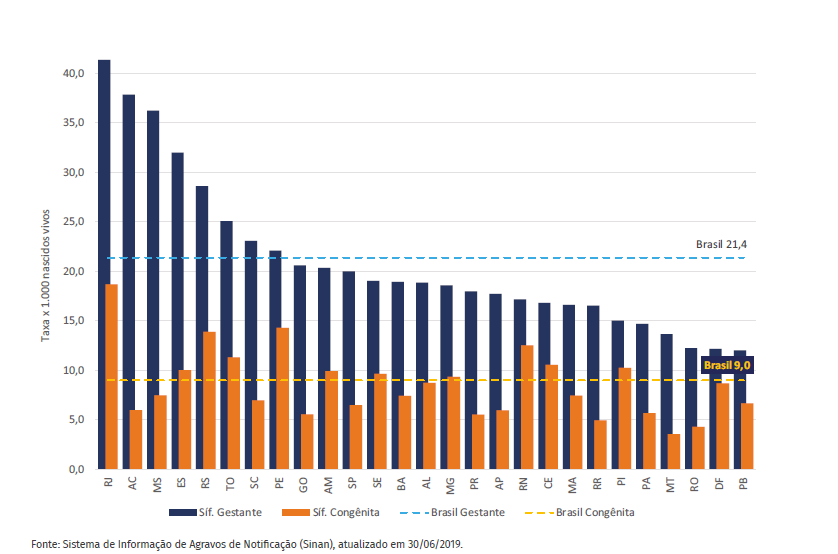 40,0
35,0
30,0
25,0
20,0
15,0
10,0
5,0
0,0
Taxa x 1.000 nascidos vivos
Brasil 21,4
Brasil 9,0
RJ AC MS ES RS TO SC PE GO AM SP SE BA AL MG PR AP RN CE MA RR PI PA MT RO DF PB
Síf. Gestante Síf. Congênita Brasil Gestante Brasil Congênita
Fonte: Sistema de Informação de Agravos de Notificação (Sinan), atualizado em 30/06/2019.